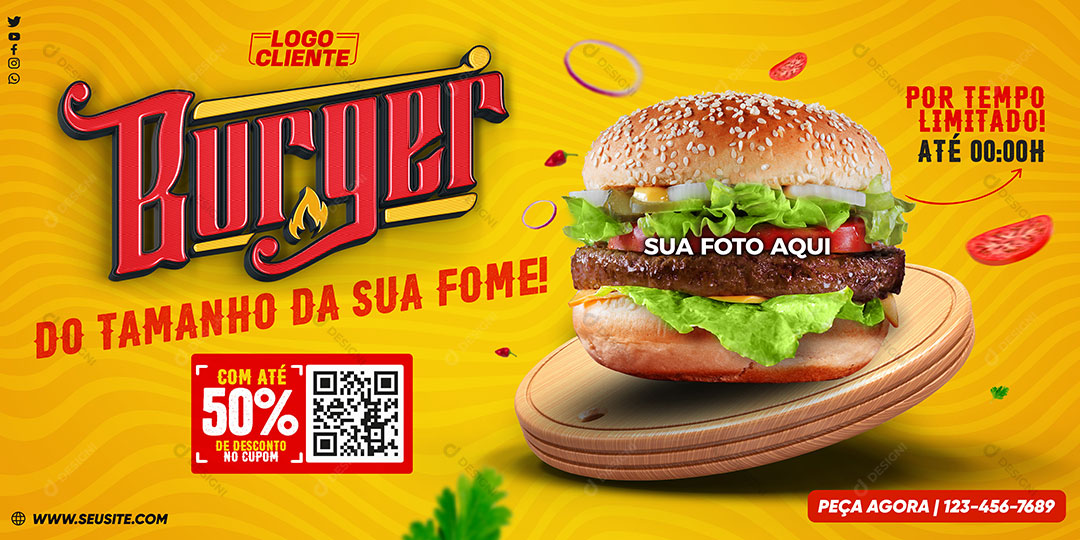 LOGO
CLIENTE
Burger
DO TAMANHO DA SUA FOME!
COM ATÉ
50%
DE DESCONTO
NO CUPOM
POR TEMPO
LIMITADO!
ATÉ 00:00H
SUA FOTO AQUI
WWW.SEUSITE.COM
PEÇA AGORA | 123-456-7689
DESIGNI